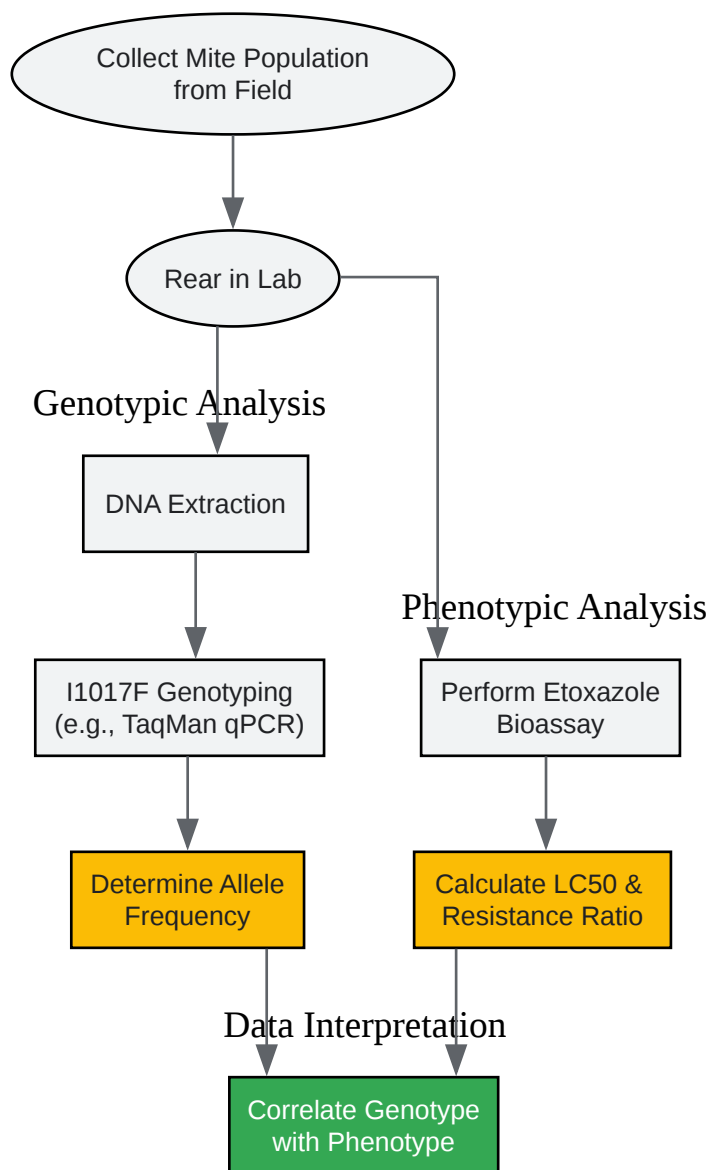 Collect Mite Population
from Field
Rear in Lab
Genotypic Analysis
DNA Extraction
Phenotypic Analysis
I1017F Genotyping
(e.g., TaqMan qPCR)
Perform Etoxazole
Bioassay
Determine Allele
Frequency
Calculate LC50 &
Resistance Ratio
Data Interpretation
Correlate Genotype
with Phenotype